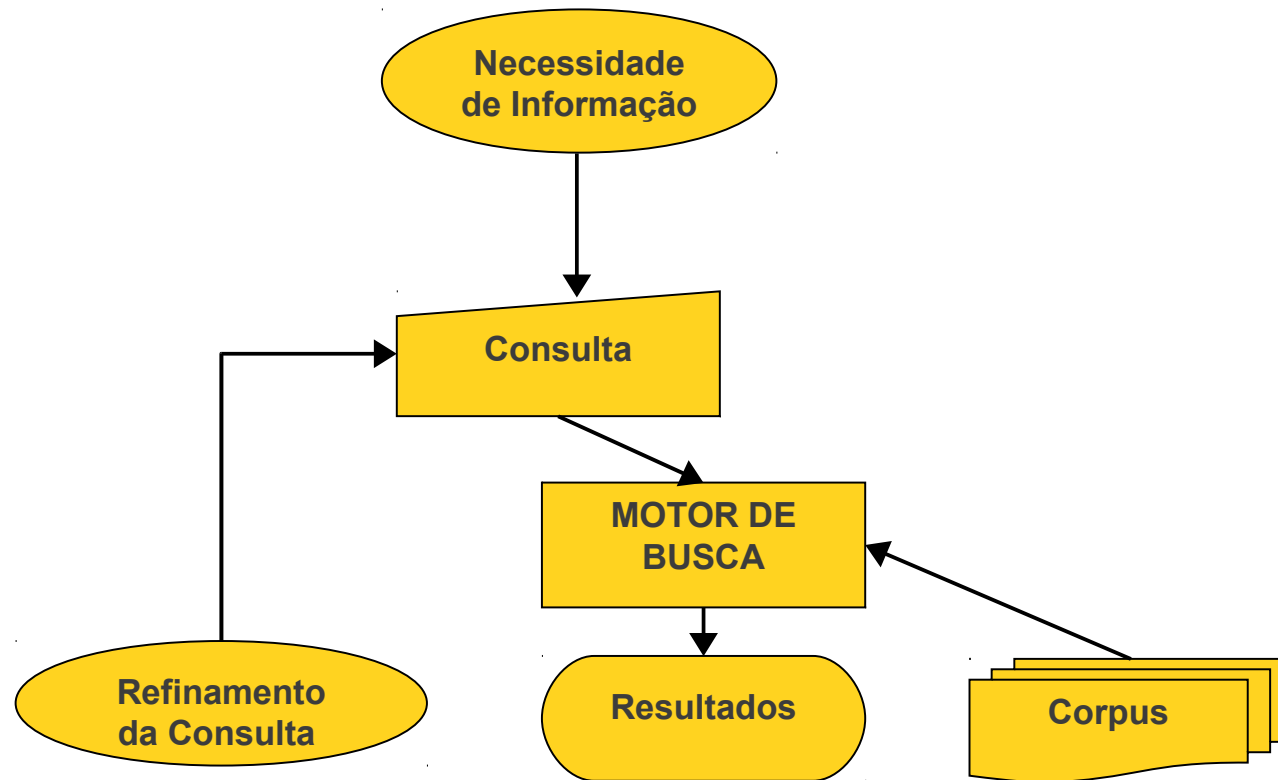 Necessidade
de Informação
Consulta
MOTOR DE
BUSCA
Refinamento
da Consulta
Resultados
Corpus